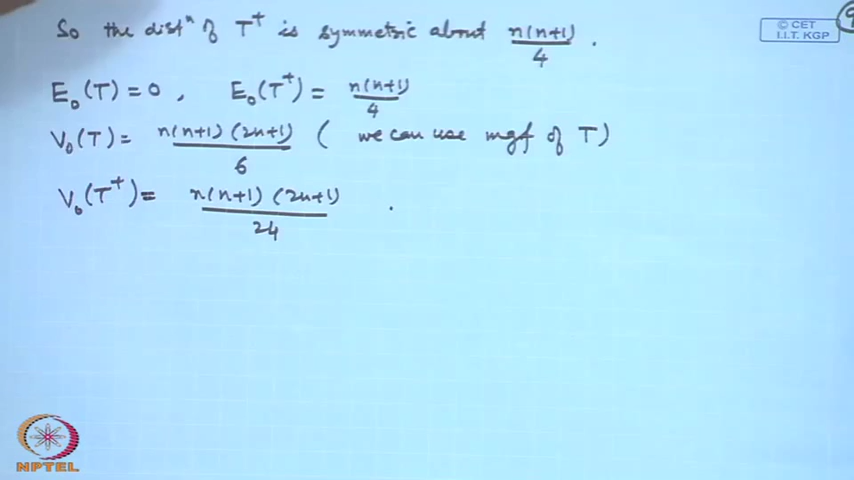 So the distⁿ of T⁺ is symmetric about n(n+1)/4 .
E₀(T) = 0 , E₀(T⁺) = n(n+1)/4
V₀(T) = n(n+1)(2n+1)/6 ( we can use mgf of T)
V₀(T⁺) = n(n+1)(2n+1)/24 .
© CET
I.I.T. KGP
9
NPTEL